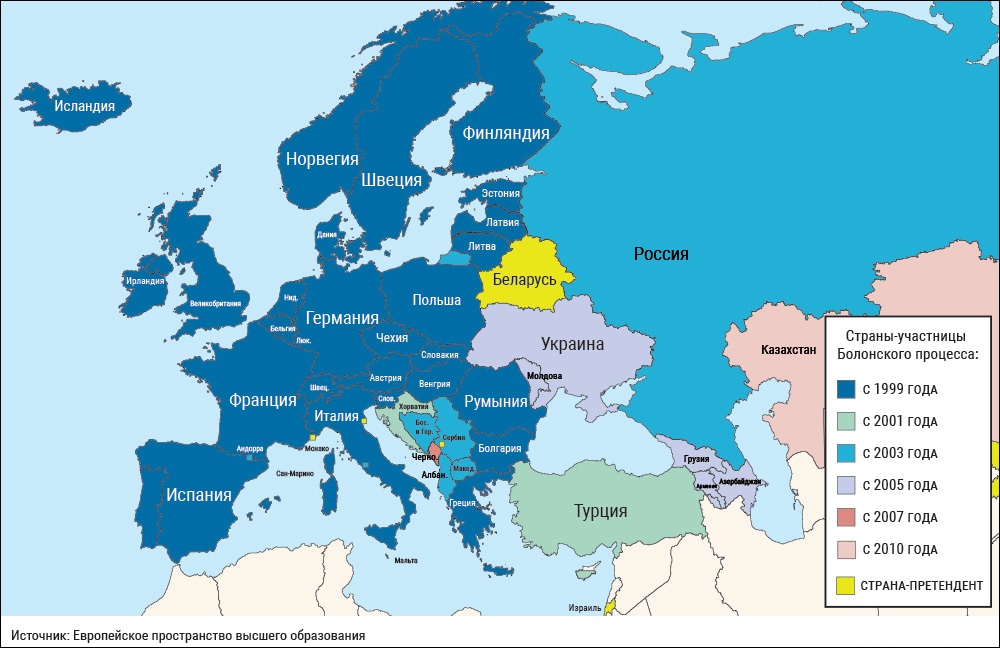 Исландия
Финляндия
Норвегия
Швеция
Эстония
Латвия
Дания
Литва
Россия
Ирландия
Беларусь
Нид.
Великобритания
Польша
Германия
Бельгия
Люк.
Чехия
Украина
Словакия
Казахстан
Молдова
Австрия
Швец.
Венгрия
Франция
Слов.
Румыния
Хорватия
Италия
Бос.
и Гер.
Сербия
Андорра
Монако
Болгария
Черно.
Грузия
Сан-Марино
Албан.
Макед.
Азербайджан
Армения
Испания
Греция
Турция
Мальта
Израиль
Страны-участницы
Болонского процесса:
С 1999 ГОДА
С 2001 ГОДА
С 2003 ГОДА
С 2005 ГОДА
С 2007 ГОДА
С 2010 ГОДА
СТРАНА-ПРЕТЕНДЕНТ
Источник: Европейское пространство высшего образования